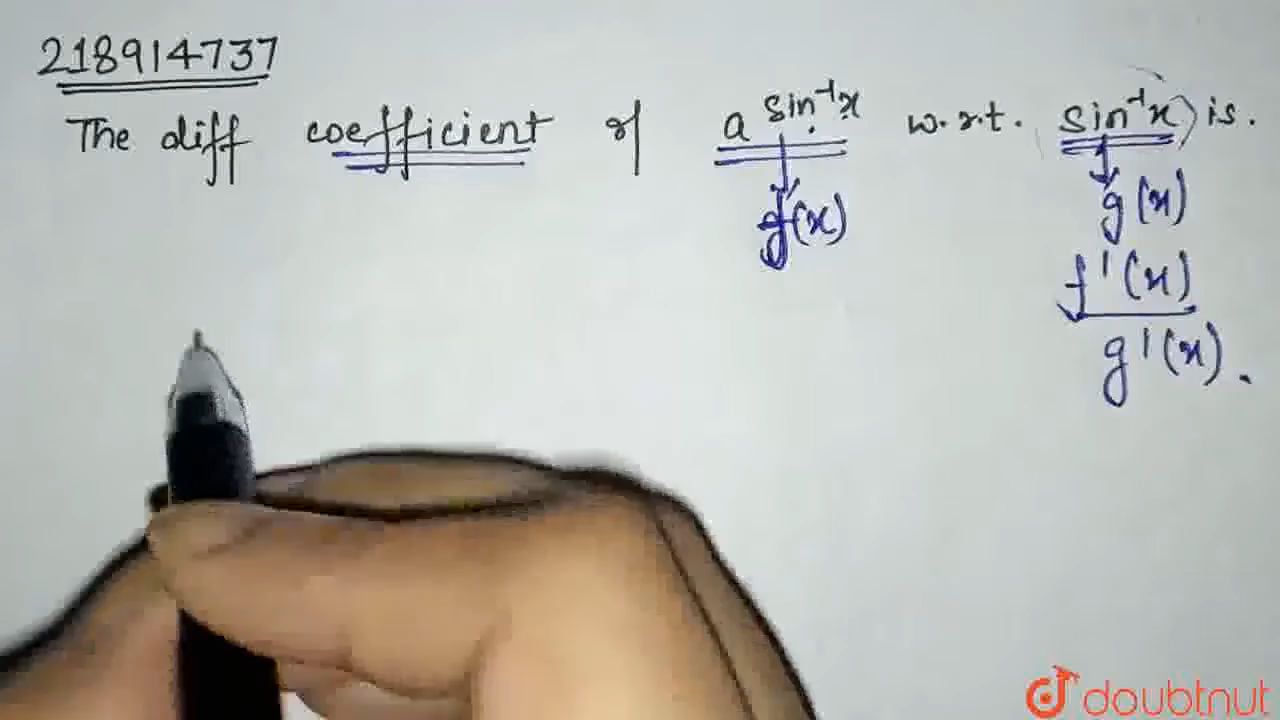 218914737
The diff coefficient of a sin⁻¹x w.r.t. sin⁻¹x is.
f(x) g(x)
f'(x)
g'(x).
doubtnut